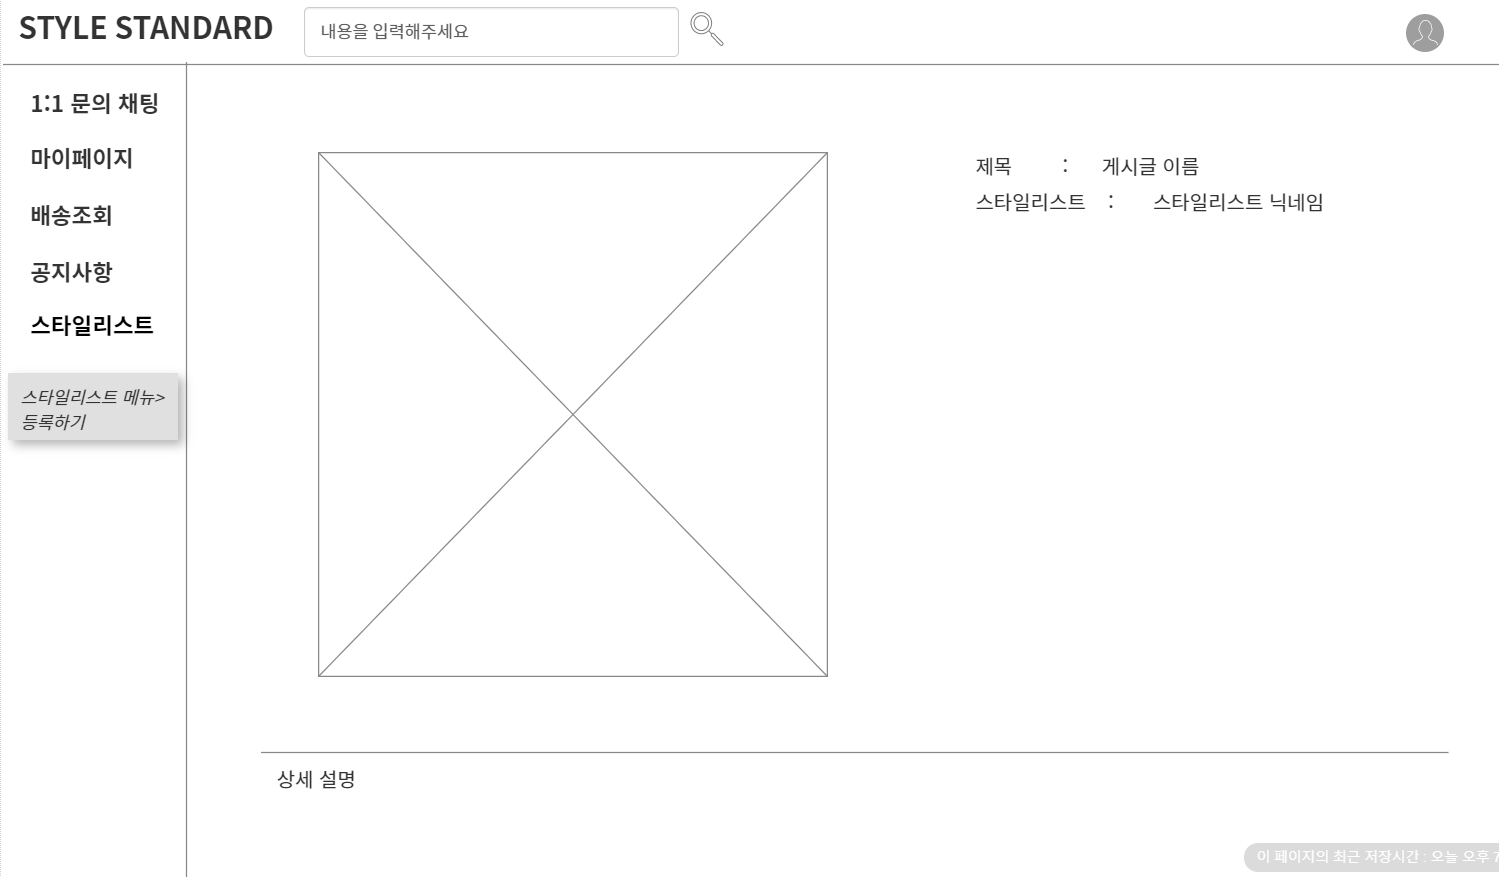 STYLE STANDARD
내용을 입력해주세요
1:1 문의 채팅
마이페이지
배송조회
공지사항
스타일리스트
스타일리스트 메뉴>
등록하기
제목 : 게시글 이름
스타일리스트 : 스타일리스트 닉네임
상세 설명
이 페이지의 최근 저장시간 : 오늘 오후 7